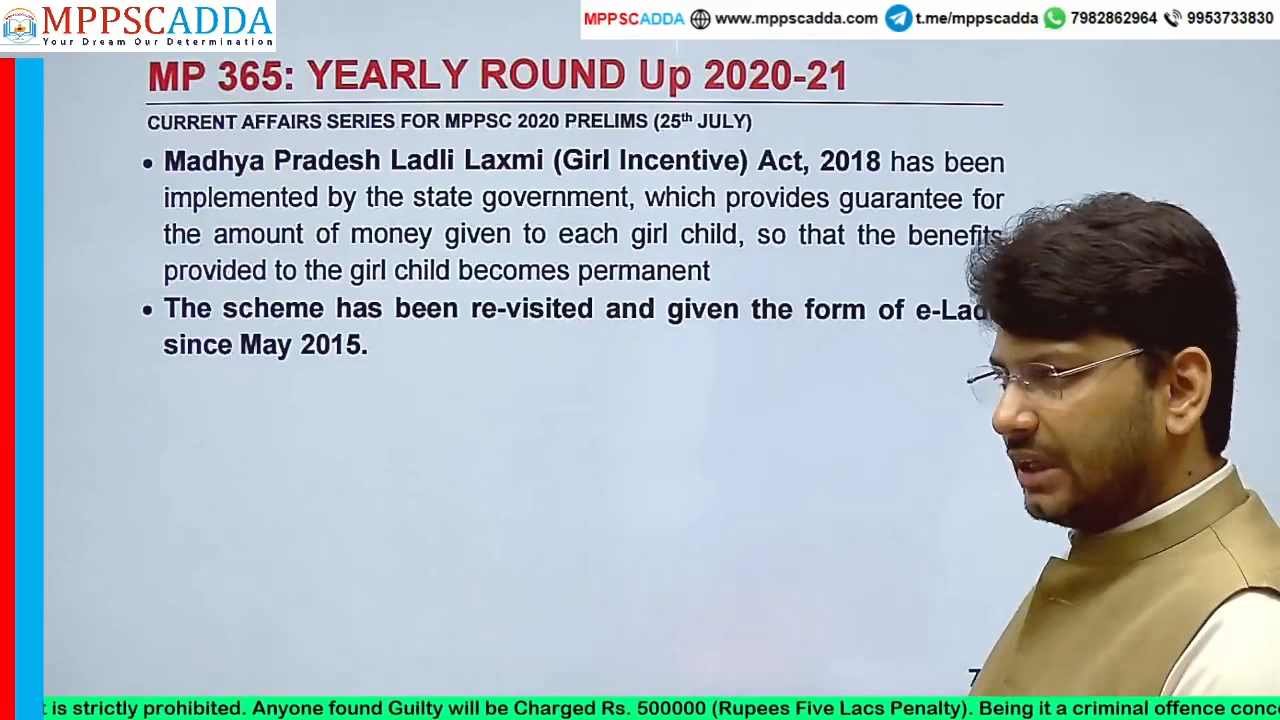 MPPSCADDA
Your Dream Our Determination
MPPSCADDA www.mppscadda.com t.me/mppscadda 7982862964 9953733830
MP 365: YEARLY ROUND Up 2020-21
CURRENT AFFAIRS SERIES FOR MPPSC 2020 PRELIMS (25th JULY)
• Madhya Pradesh Ladli Laxmi (Girl Incentive) Act, 2018 has been
implemented by the state government, which provides guarantee for
the amount of money given to each girl child, so that the benefits
provided to the girl child becomes permanent
• The scheme has been re-visited and given the form of e-Lad
since May 2015.
7
t is strictly prohibited. Anyone found Guilty will be Charged Rs. 500000 (Rupees Five Lacs Penalty). Being it a criminal offence conc